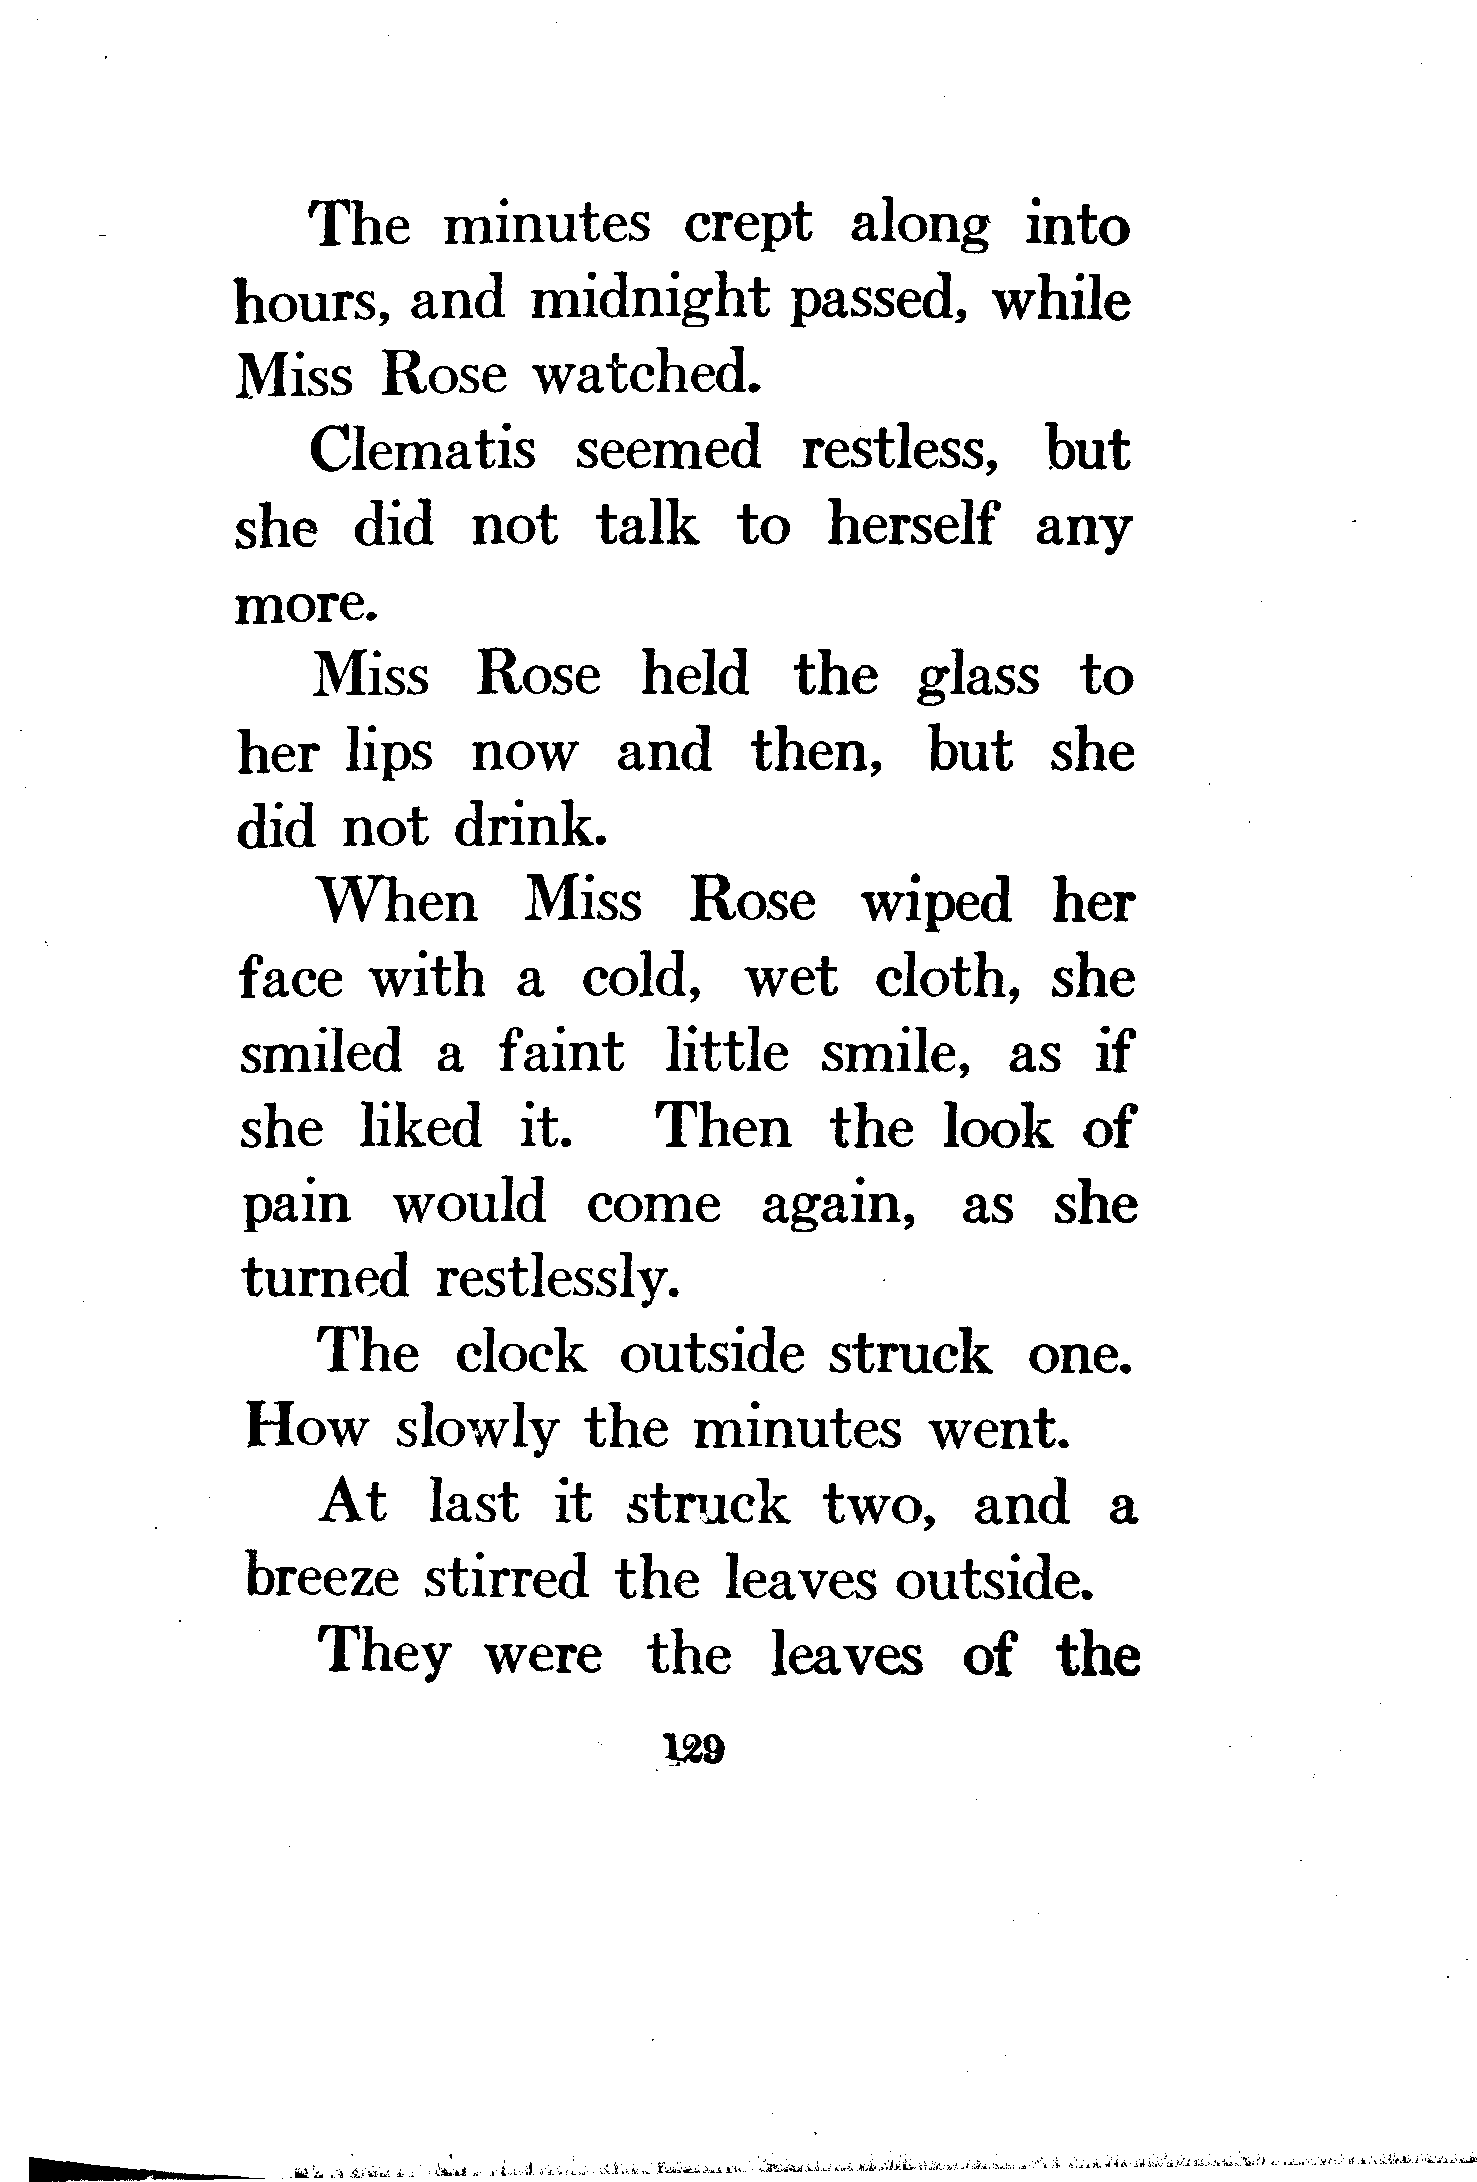 The minutes crept along into
hours, and midnight passed, while
Miss Rose watched.
Clematis seemed restless, but
she did not talk to herself any
more.
Miss Rose held the glass to
her lips now and then, but she
did not drink.
When Miss Rose wiped her
face with a cold, wet cloth, she
smiled a faint little smile, as if
she liked it. Then the look of
pain would come again, as she
turned restlessly.
The clock outside struck one.
How slowly the minutes went.
At last it struck two, and a
breeze stirred the leaves outside.
They were the leaves of the
129